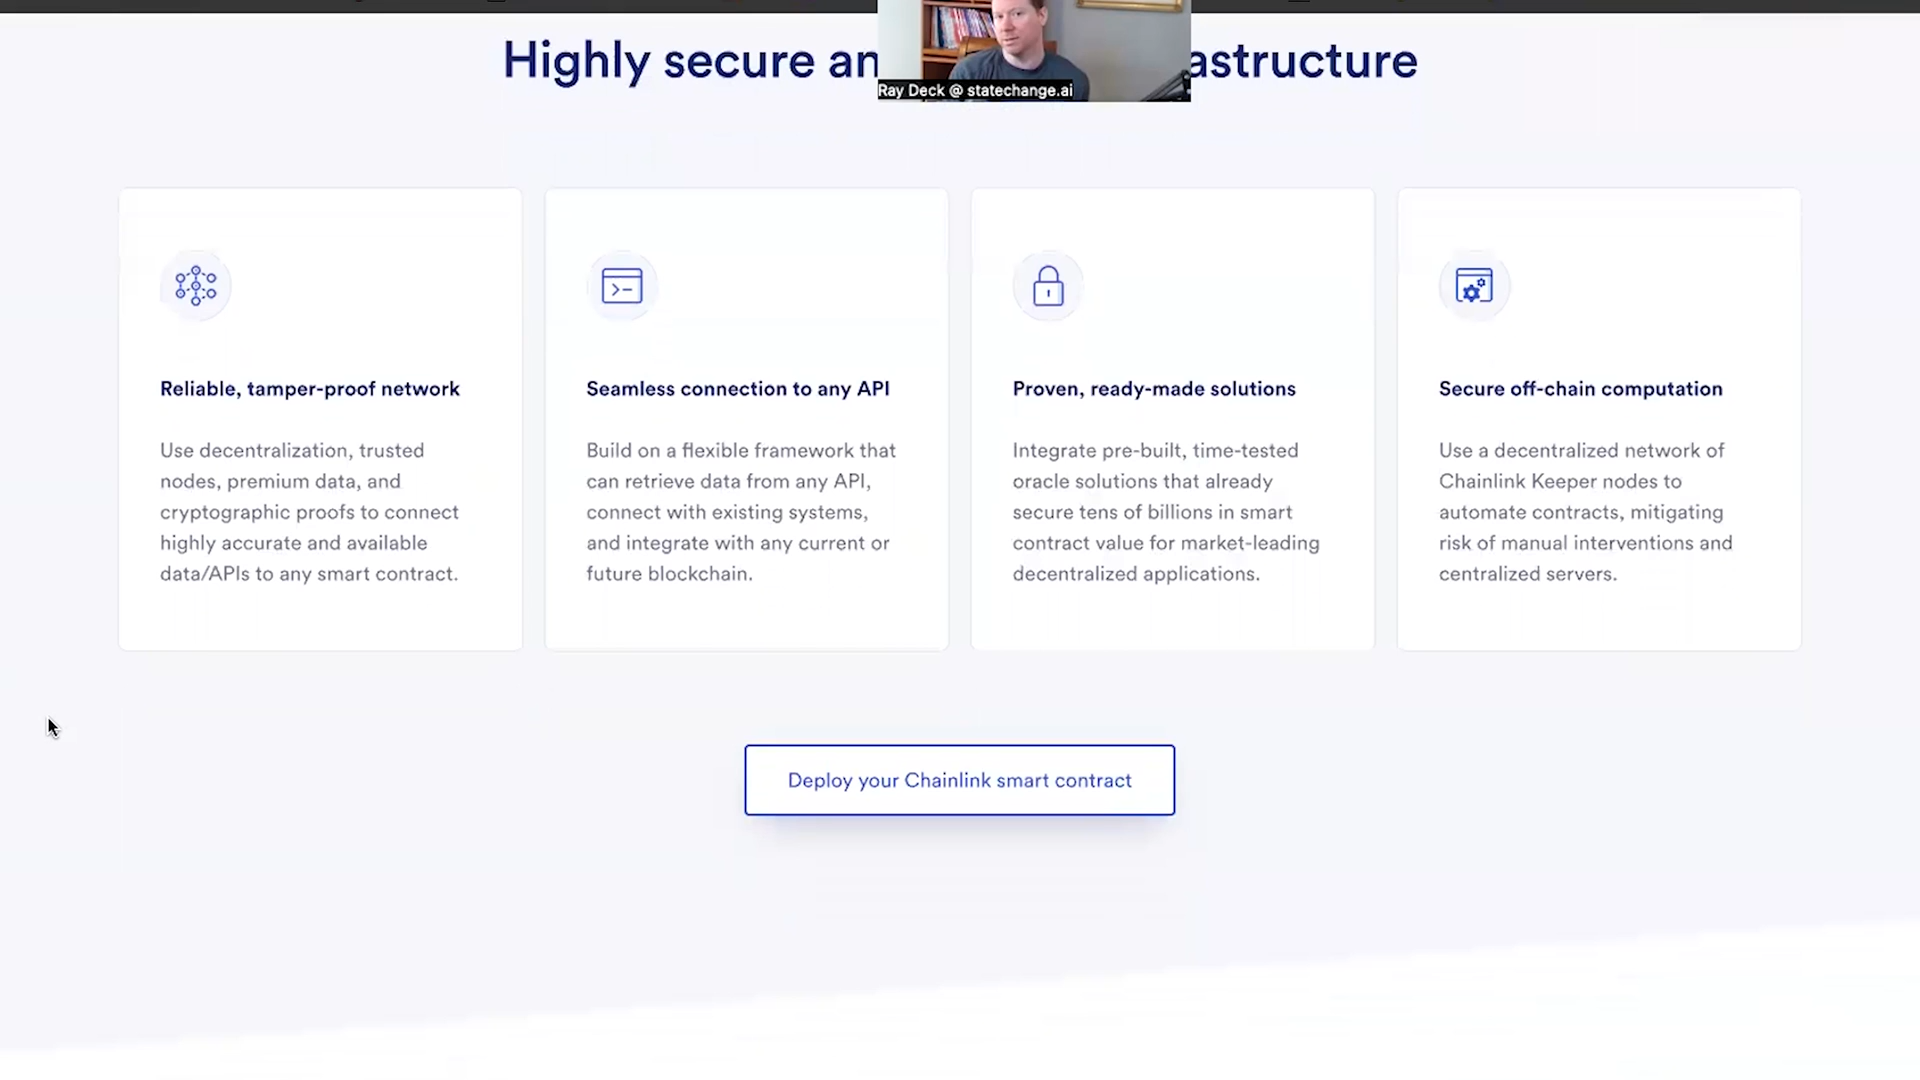 Highly secure an astructure
Ray Deck @ statechange.ai
Reliable, tamper-proof network
Use decentralization, trusted
nodes, premium data, and
cryptographic proofs to connect
highly accurate and available
data/APIs to any smart contract.
Seamless connection to any API
Build on a flexible framework that
can retrieve data from any API,
connect with existing systems,
and integrate with any current or
future blockchain.
Proven, ready-made solutions
Integrate pre-built, time-tested
oracle solutions that already
secure tens of billions in smart
contract value for market-leading
decentralized applications.
Secure off-chain computation
Use a decentralized network of
Chainlink Keeper nodes to
automate contracts, mitigating
risk of manual interventions and
centralized servers.
Deploy your Chainlink smart contract